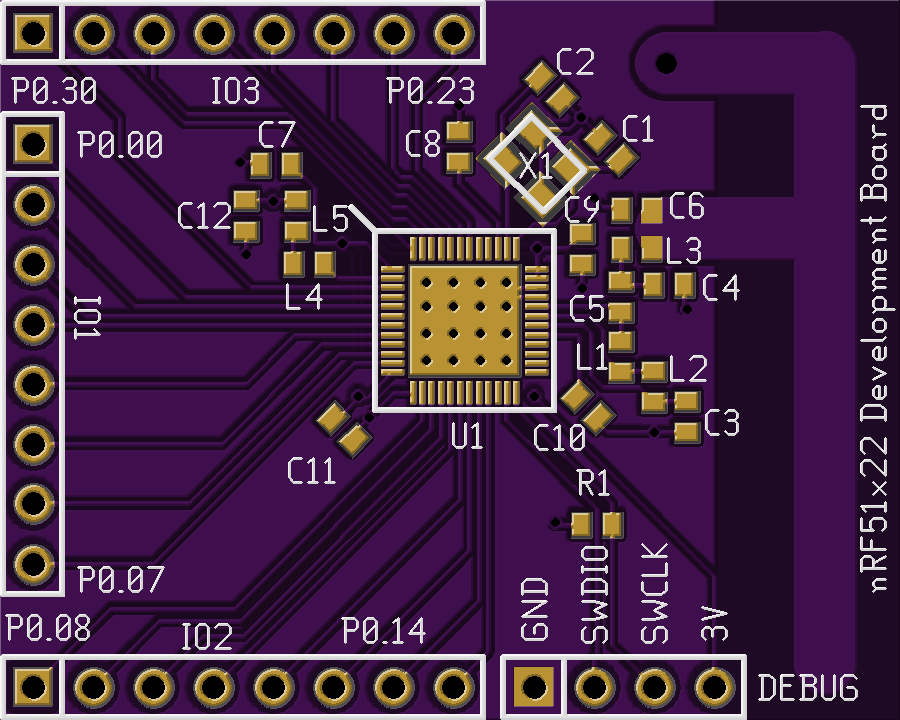 P0.30
IO3
P0.23
C2
P0.00
C7
C8
C1
X1
C12
L5
C9
C6
L3
L4
C4
IO1
C5
L1
L2
U1
C10
C3
C11
R1
nRF51x22 Development Board
P0.07
GND
SWDIO
SWCLK
3V
P0.08
IO2
P0.14
DEBUG